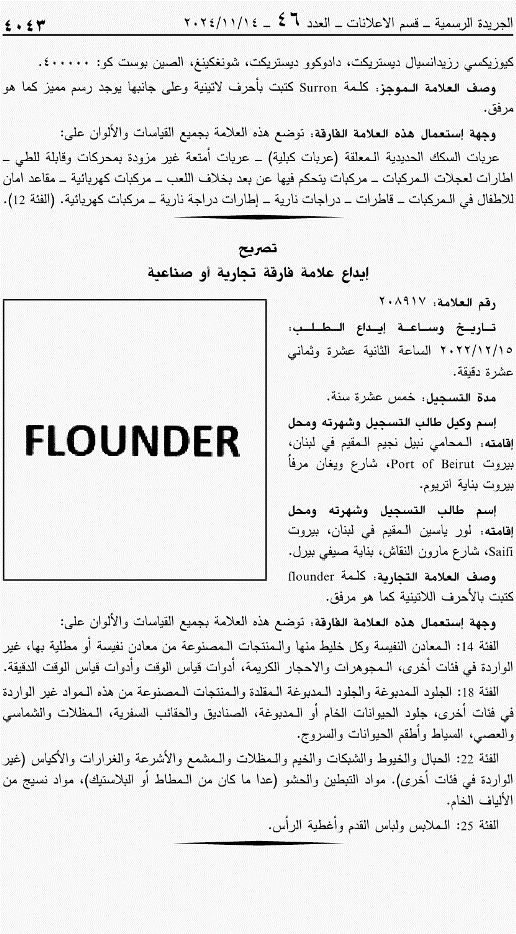 الجريدة الرسمية – قسم الاعلانات – العدد ٤٦ – ٢٠٢٤/١١/١٤
٤٠٤٣
كيوزيكسي رزيدانسيال ديستريكت، دادوكوو ديستريكت، شونغكينغ، الصين بوست كو: ٤٠٠٠٠٠.
وصف العلامة الموجز: كلمة Surron كتبت بأحرف لاتينية وعلى جانبها يوجد رسم مميز كما هو
مرفق.
وجهة إستعمال هذه العلامة الفارقة: توضع هذه العلامة بجميع القياسات والألوان على:
عربات السكك الحديدية المعلقة (عربات كبلية) – عربات أمتعة غير مزودة بمحركات وقابلة للطي –
اطارات لعجلات المركبات – مركبات يتحكم فيها عن بعد بخلاف اللعب – مركبات كهربائية – مقاعد امان
للاطفال في المركبات – قاطرات – دراجات نارية – إطارات دراجة نارية – مركبات كهربائية. (الفئة 12).
تصريح
إيداع علامة فارقة تجارية أو صناعية
رقم العلامة: ٢٠٨٩١٧
تاريخ وساعة إيداع الطلب:
٢٠٢٢/١٢/١٥ الساعة الثانية عشرة وثماني
عشرة دقيقة.
مدة التسجيل: خمس عشرة سنة.
إسم وكيل طالب التسجيل وشهرته ومحل
إقامته: المحامي نبيل نجيم المقيم في لبنان،
بيروت Port of Beirut، شارع ويغان مرفأ
بيروت بناية اتريوم.
إسم طالب التسجيل وشهرته ومحل
إقامته: لور ياسين المقيم في لبنان، بيروت
Saifi، شارع مارون النقاش، بناية صيفي بيرل.
وصف العلامة التجارية: كلمة flounder
كتبت بالأحرف اللاتينية كما هو مرفق.
FLOUNDER
وجهة إستعمال هذه العلامة الفارقة: توضع هذه العلامة بجميع القياسات والألوان على:
الفئة 14: المعادن النفيسة وكل خليط منها والمنتجات المصنوعة من معادن نفيسة أو مطلية بها، غير
الواردة في فئات أخرى، المجوهرات والاحجار الكريمة، أدوات قياس الوقت وأدوات قياس الوقت الدقيقة.
الفئة 18: الجلود المدبوغة والجلود المدبوغة المقلدة والمنتجات المصنوعة من هذه المواد غير الواردة
في فئات أخرى، جلود الحيوانات الخام أو المدبوغة، الصناديق والحقائب السفرية، المظلات والشماسي
والعصي، السياط وأطقم الحيوانات والسروج.
الفئة 22: الحبال والخيوط والشبكات والخيم والمظلات والمشمع والأشرعة والغرارات والأكياس (غير
الواردة في فئات أخرى). مواد التبطين والحشو (عدا ما كان من المطاط أو البلاستيك)، مواد نسيج من
الألياف الخام.
الفئة 25: الملابس ولباس القدم وأغطية الرأس.